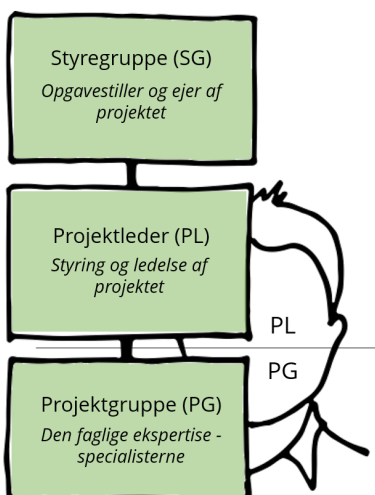 Styregruppe (SG)
Opgavestiller og ejer af
projektet
Projektleder (PL)
Styring og ledelse af
projektet
PL
PG
Projektgruppe (PG)
Den faglige ekspertise -
specialisterne